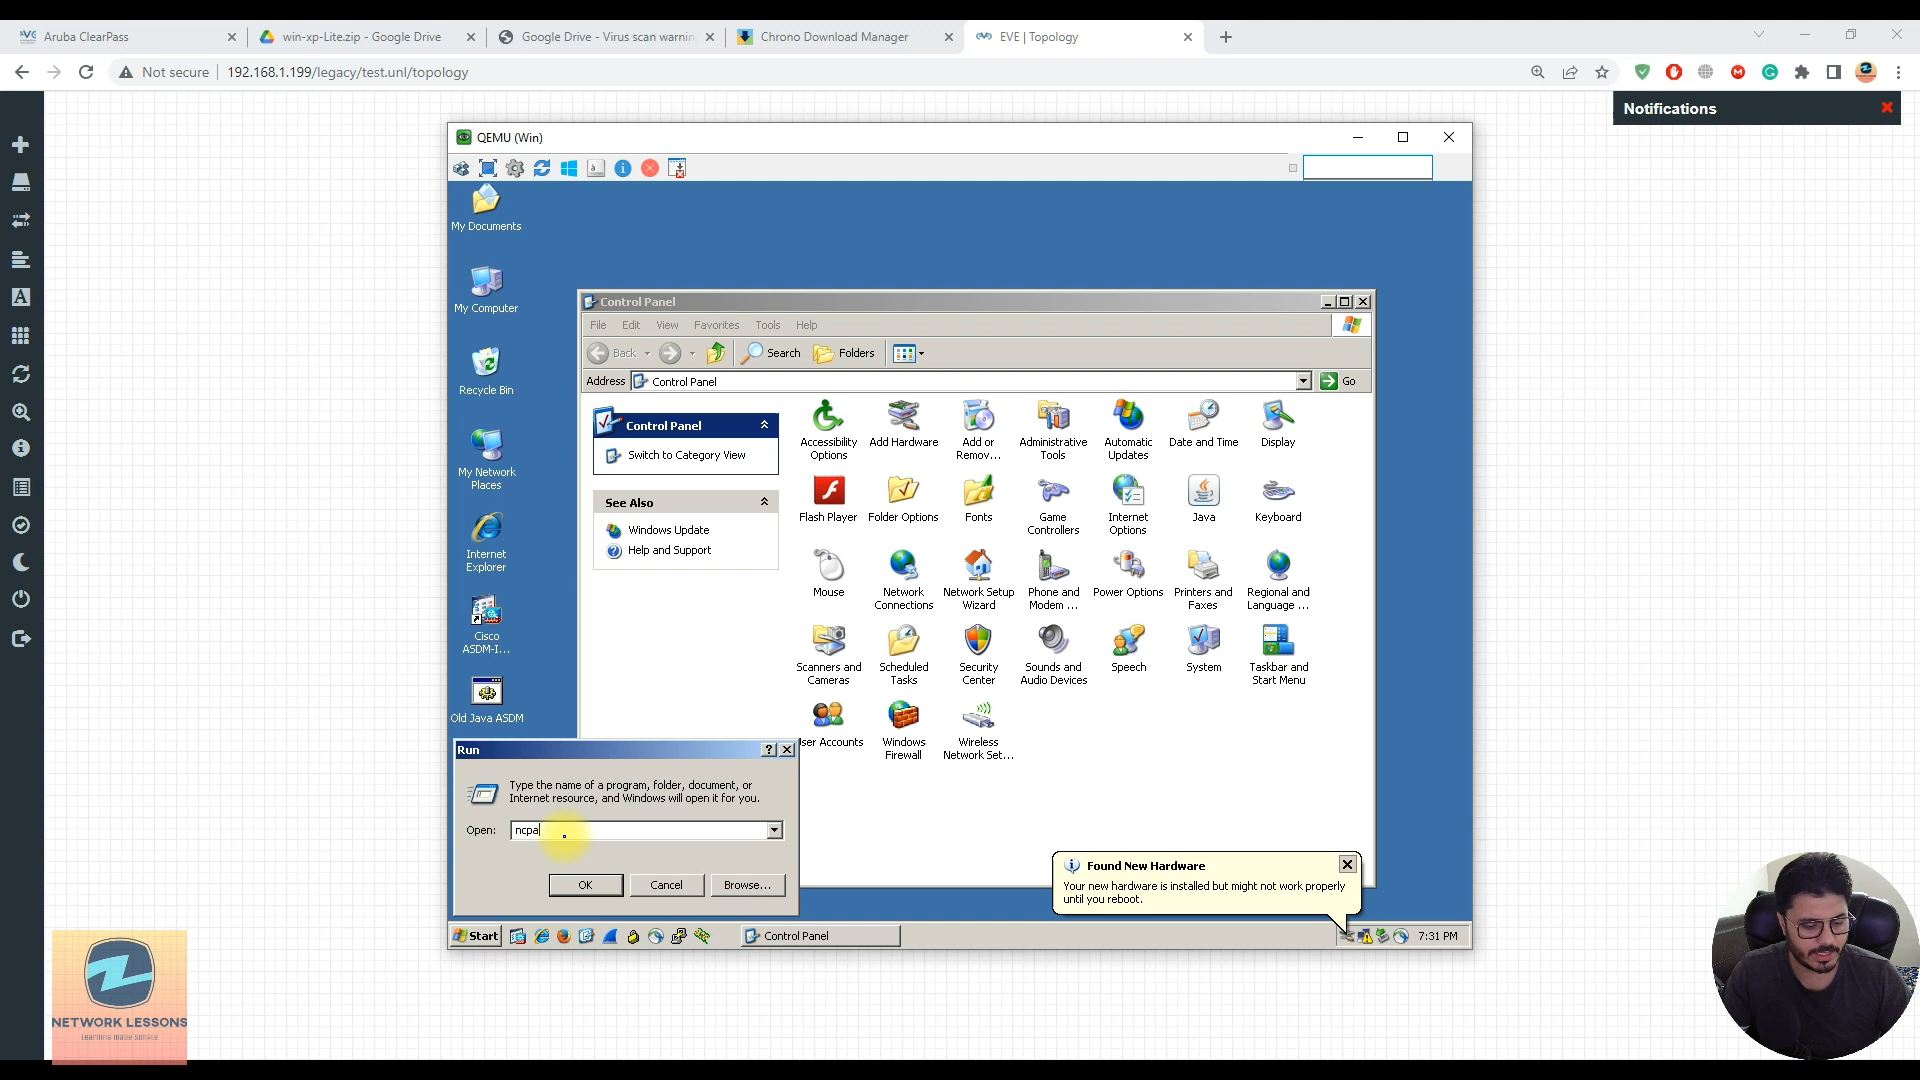 Aruba ClearPass
win-xp-Lite.zip - Google Drive
Google Drive - Virus scan warnin
Chrono Download Manager
EVE | Topology
Not secure
192.168.1.199/legacy/test.unl/topology
Notifications
QEMU (Win)
My Documents
My Computer
Recycle Bin
My Network
Places
Internet
Explorer
Cisco
ASDM-I...
Old Java ASDM
Control Panel
File Edit View Favorites Tools Help
Back Search Folders
Address Control Panel Go
Control Panel
Switch to Category View
See Also
Windows Update
Help and Support
Accessibility
Options
Add Hardware
Add or
Remov...
Administrative
Tools
Automatic
Updates
Date and Time
Display
Flash Player
Folder Options
Fonts
Game
Controllers
Internet
Options
Java
Keyboard
Mouse
Network
Connections
Network Setup
Wizard
Phone and
Modem ...
Power Options
Printers and
Faxes
Regional and
Language ...
Scanners and
Cameras
Scheduled
Tasks
Security
Center
Sounds and
Audio Devices
Speech
System
Taskbar and
Start Menu
ser Accounts
Windows
Firewall
Wireless
Network Set...
Run
Type the name of a program, folder, document, or
Internet resource, and Windows will open it for you.
Open: ncpa
OK Cancel Browse...
Found New Hardware
Your new hardware is installed but might not work properly
until you reboot.
Start
Control Panel
7:31 PM
NETWORK LESSONS
LEARNING MADE SIMPLE